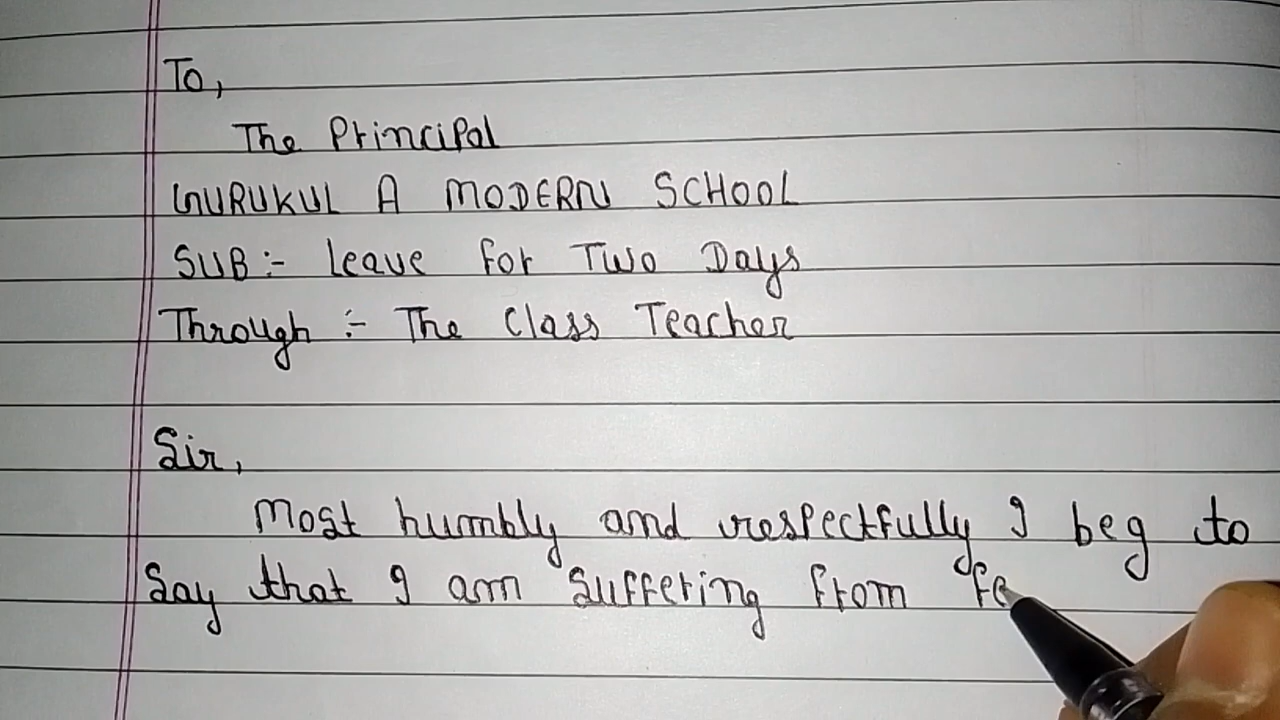 To,
The Principal
GURUKUL A MODERN SCHOOL
SUB:- Leave for Two Days
Through :- The Class Teacher
Sir,
Most humbly and respectfully I beg to
Say that I am Suffering from fe